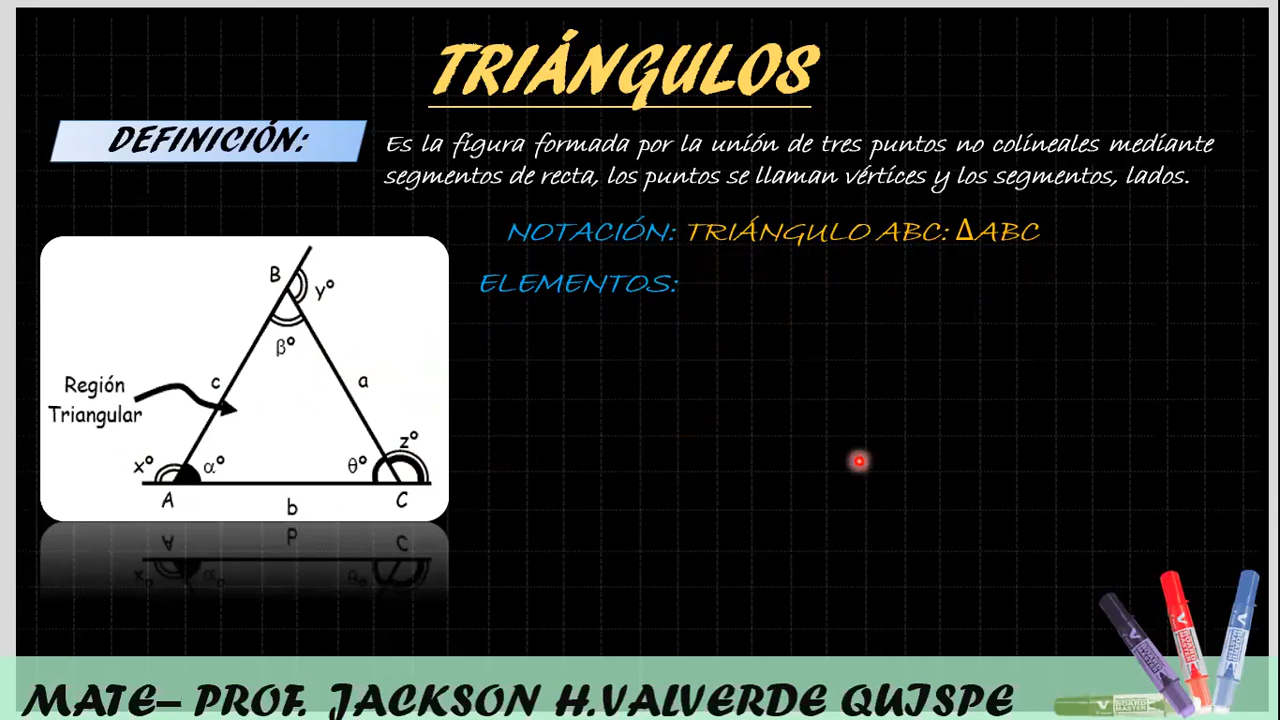 TRIÁNGULOS
DEFINICIÓN:
Es la figura formada por la unión de tres puntos no colineales mediante
segmentos de recta, los puntos se llaman vértices y los segmentos, lados.
NOTACIÓN: TRIÁNGULO ABC: ΔABC
ELEMENTOS:
B
y°
β°
c
a
Región
Triangular
z°
x°
α°
θ°
A
C
b
MATE– PROF. JACKSON H.VALVERDE QUISPE
V BOARD MASTER